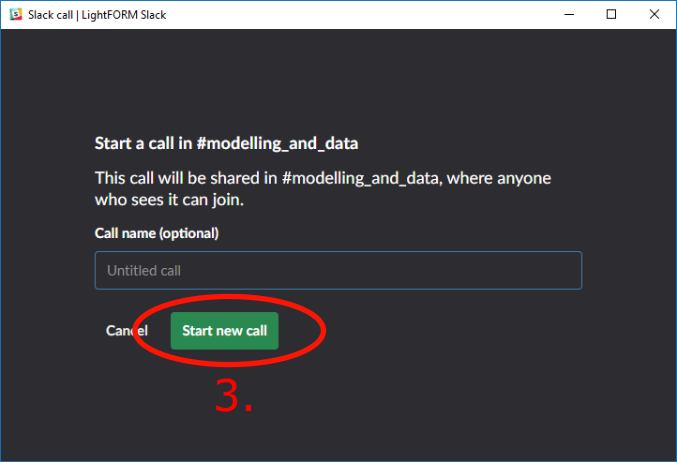 Slack call | LightFORM Slack
Start a call in #modelling_and_data
This call will be shared in #modelling_and_data, where anyone
who sees it can join.
Call name (optional)
Untitled call
Cancel Start new call
3.